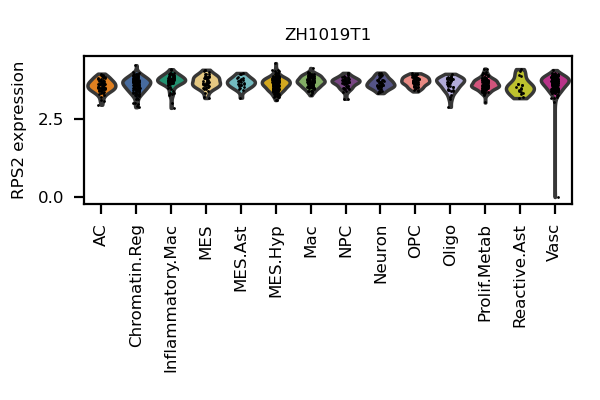 ZH1019T1
RPS2 expression
2.5
0.0
AC
Chromatin.Reg
Inflammatory.Mac
MES
MES.Ast
MES.Hyp
Mac
NPC
Neuron
OPC
Oligo
Prolif.Metab
Reactive.Ast
Vasc